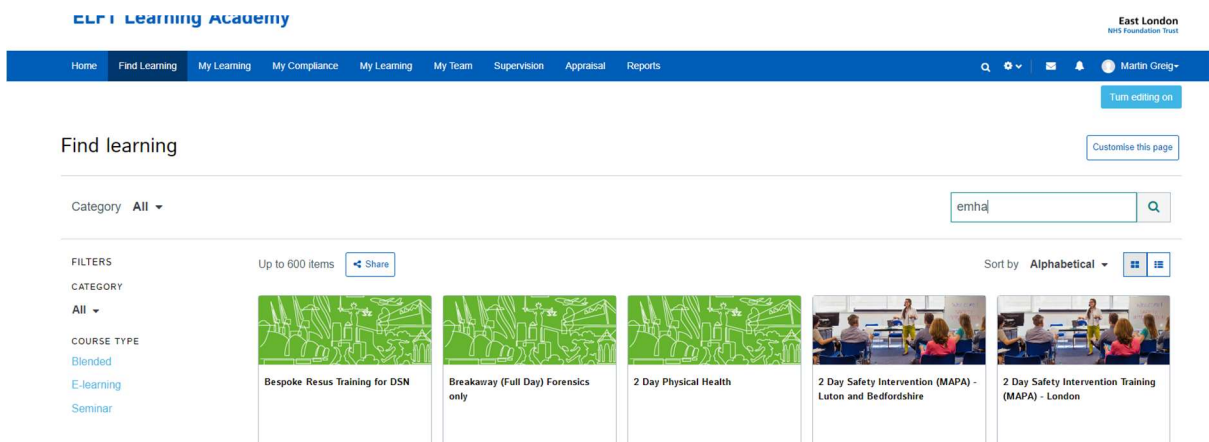 ELFT Learning Academy
East London
NHS Foundation Trust
Home Find Learning My Learning My Compliance My Learning My Team Supervision Appraisal Reports Martin Greig
Turn editing on
Find learning
Customise this page
Category All
emha
FILTERS
Up to 600 items Share
Sort by Alphabetical
CATEGORY
All
COURSE TYPE
Blended
E-learning
Seminar
Bespoke Resus Training for DSN
Breakaway (Full Day) Forensics
only
2 Day Physical Health
2 Day Safety Intervention (MAPA) -
Luton and Bedfordshire
2 Day Safety Intervention Training
(MAPA) - London